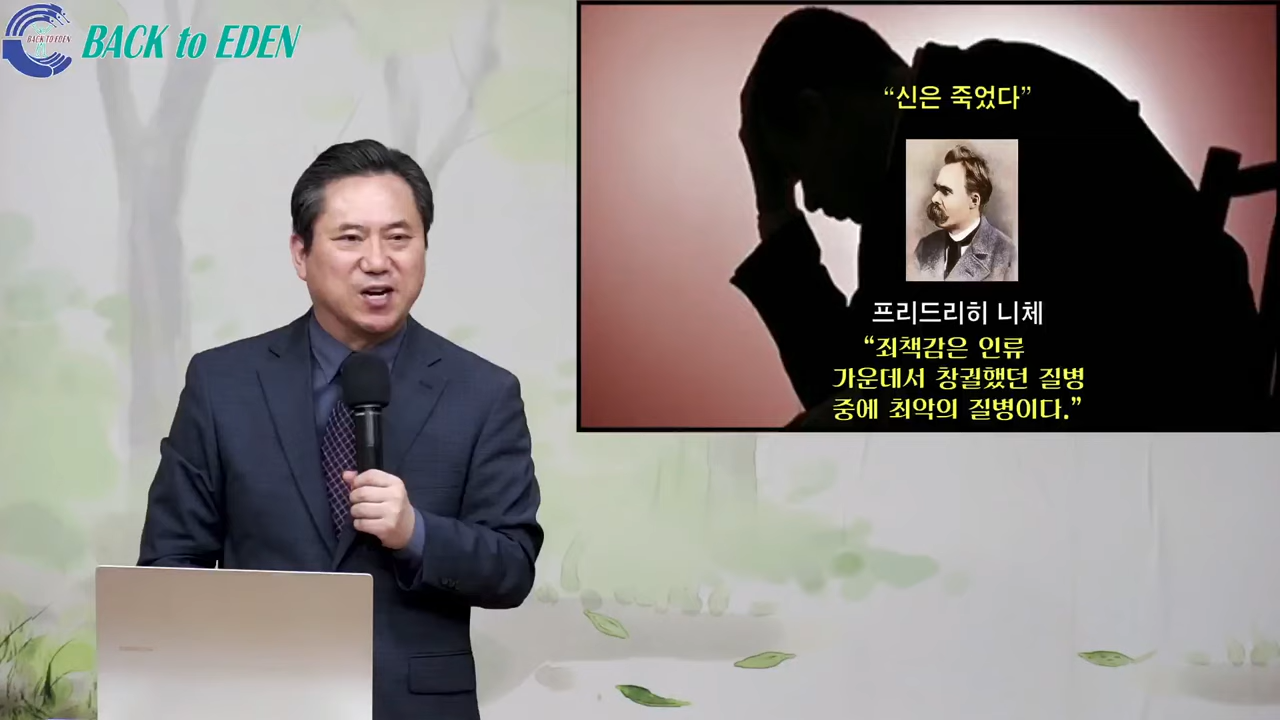 BACK TO EDEN
BACK to EDEN
“신은 죽었다”
프리드리히 니체
“죄책감은 인류
가운데서 창궐했던 질병
중에 최악의 질병이다.”